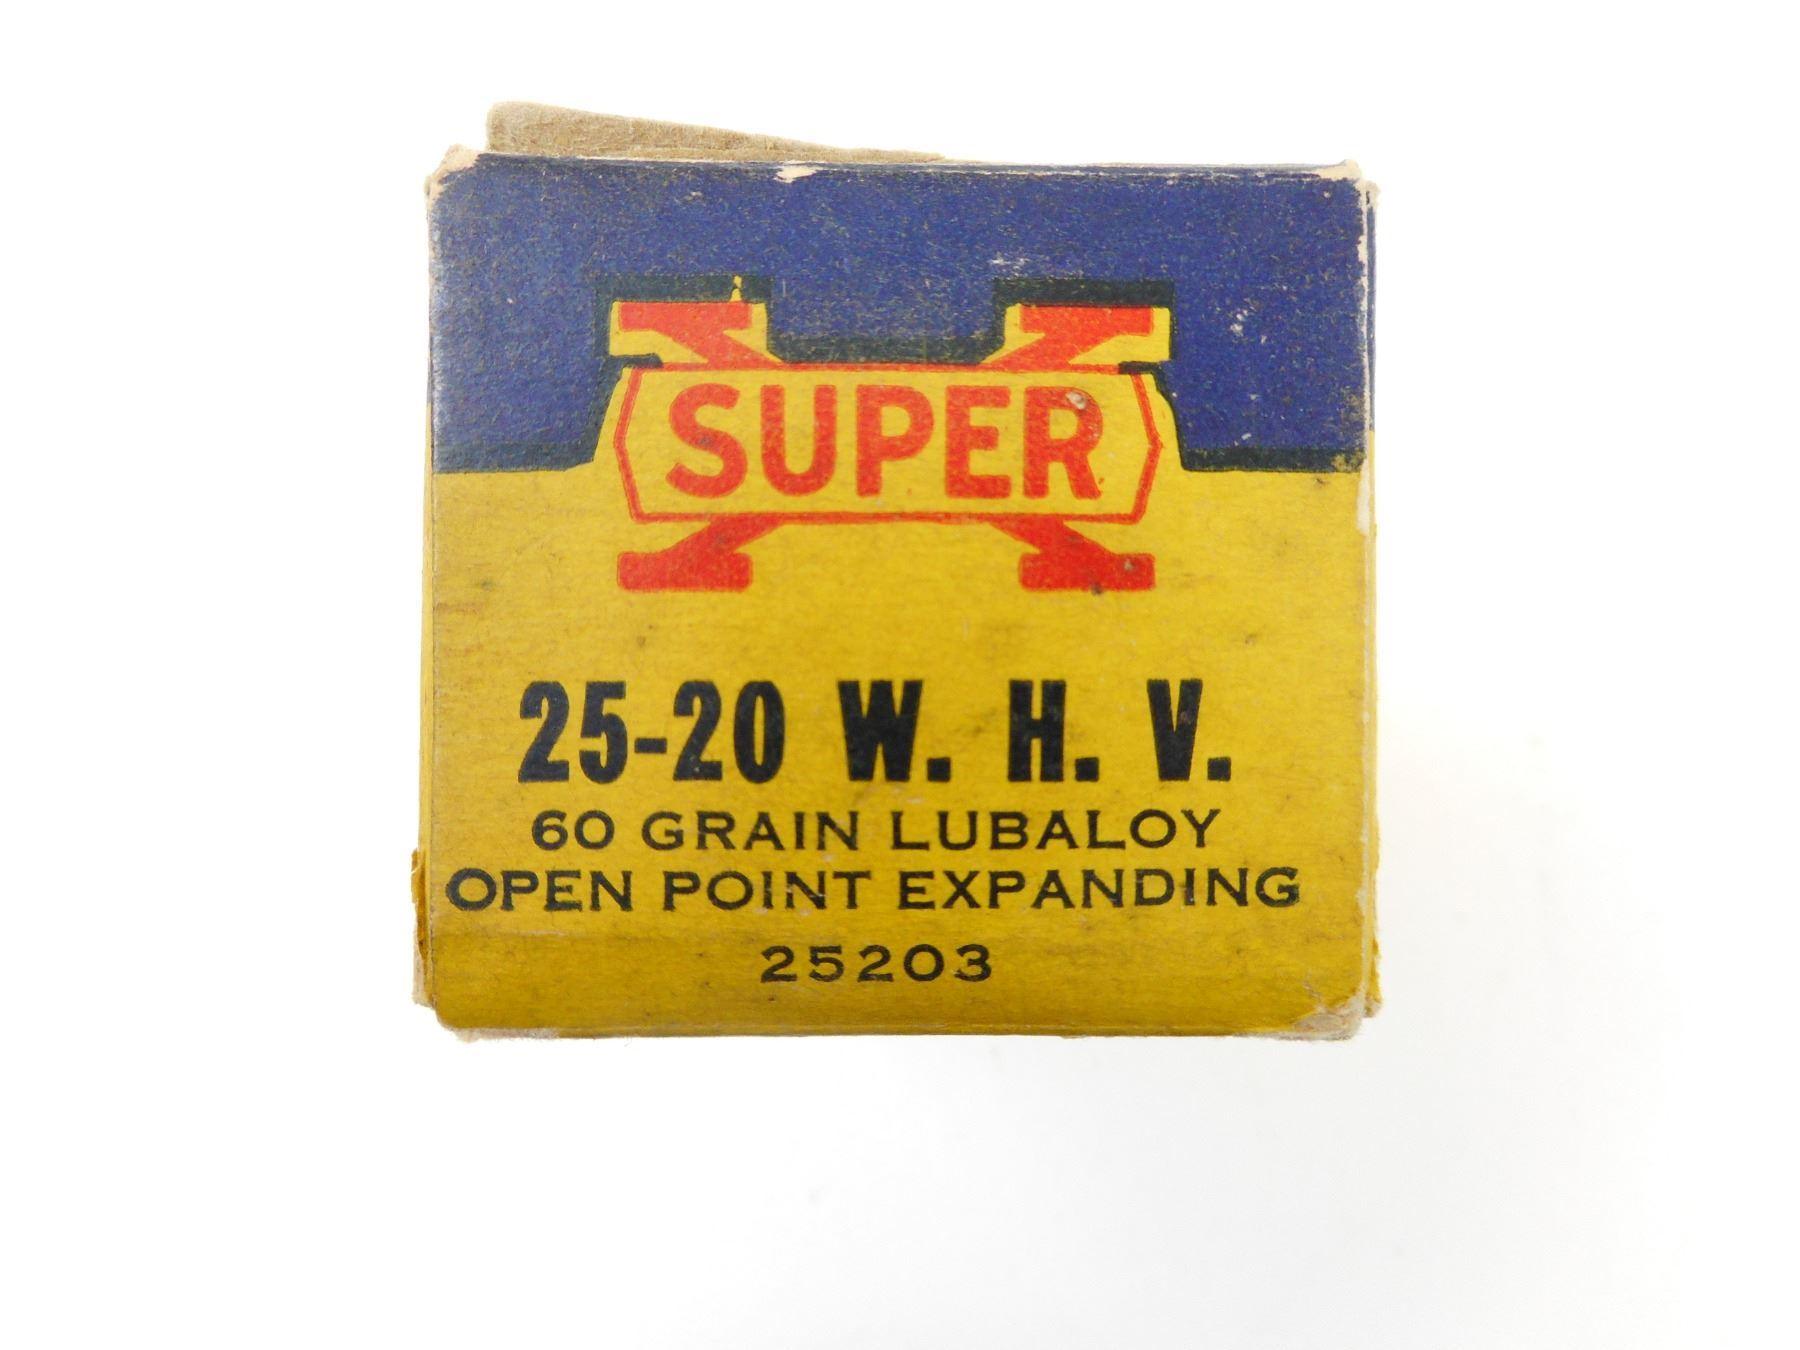 SUPER
X
25-20 W. H. V.
60 GRAIN LUBALOY
OPEN POINT EXPANDING
25203